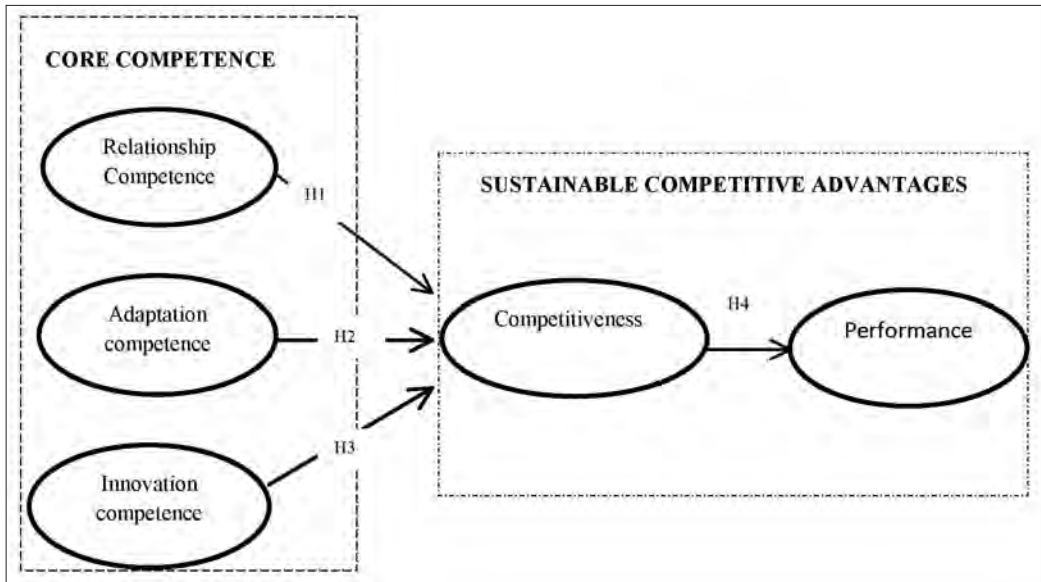 CORE COMPETENCE
Relationship
Competence
H1
Adaptation
competence
H2
Innovation
competence
H3
SUSTAINABLE COMPETITIVE ADVANTAGES
Competitiveness
H4
Performance